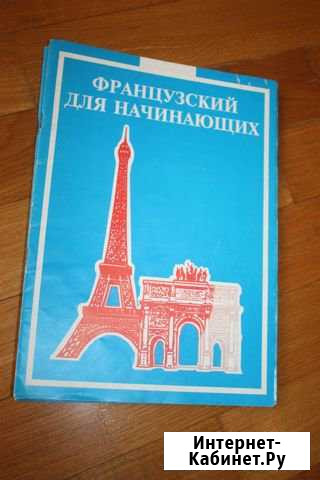 ФРАНЦУЗСКИЙ
ДЛЯ НАЧИНАЮЩИХ
Интернет-
Кабинет.Ру